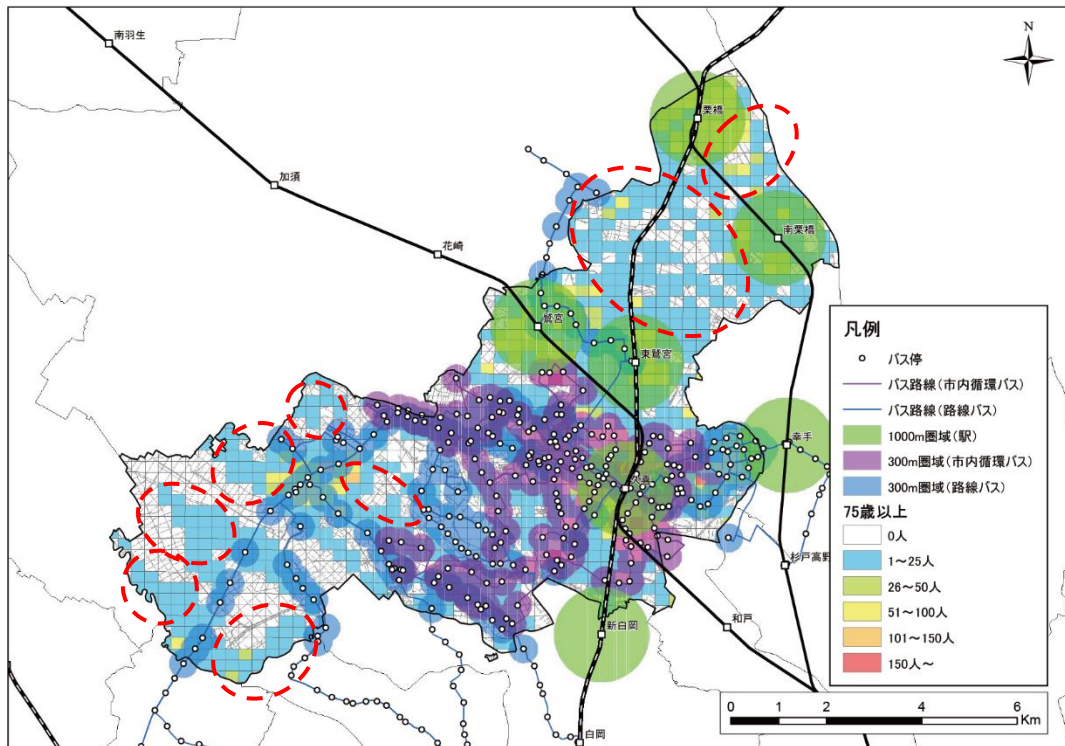 南羽生
N
栗橋
加須
南栗橋
花崎
鷲宮
東鷲宮
幸手
久喜
杉戸高野
和戸
新白岡
白岡
凡例
バス停
バス路線(市内循環バス)
バス路線(路線バス)
1000m圏域(駅)
300m圏域(市内循環バス)
300m圏域(路線バス)
75歳以上
0人
1~25人
26~50人
51~100人
101~150人
150人~
0 1 2 4 6
Km